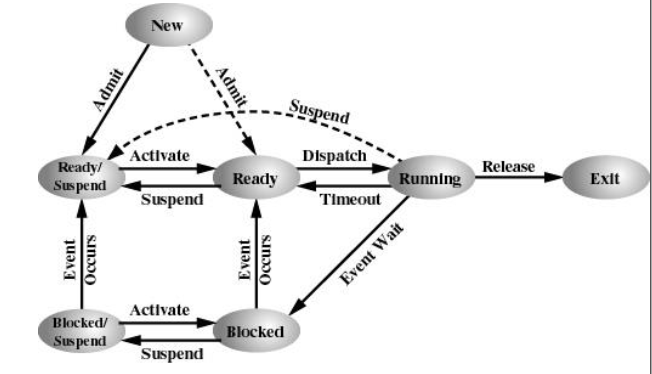 New
Admit
Admit
Suspend
Ready/
Suspend
Activate
Suspend
Ready
Dispatch
Timeout
Running
Release
Exit
Event
Occurs
Event
Occurs
Event Wait
Blocked/
Suspend
Activate
Suspend
Blocked